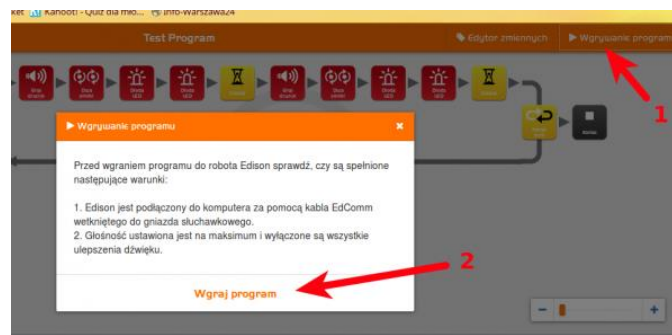 Kahoot! - Quiz dla mło... Info-Warszawa24
Test Program
Edytor zmiennych
Wgrywanie programu
1
Wgrywanie programu
Przed wgraniem programu do robota Edison sprawdź, czy są spełnione
następujące warunki:
1. Edison jest podłączony do komputera za pomocą kabla EdComm
wetkniętego do gniazda słuchawkowego.
2. Głośność ustawiona jest na maksimum i wyłączone są wszystkie
ulepszenia dźwięku.
2
Wgraj program